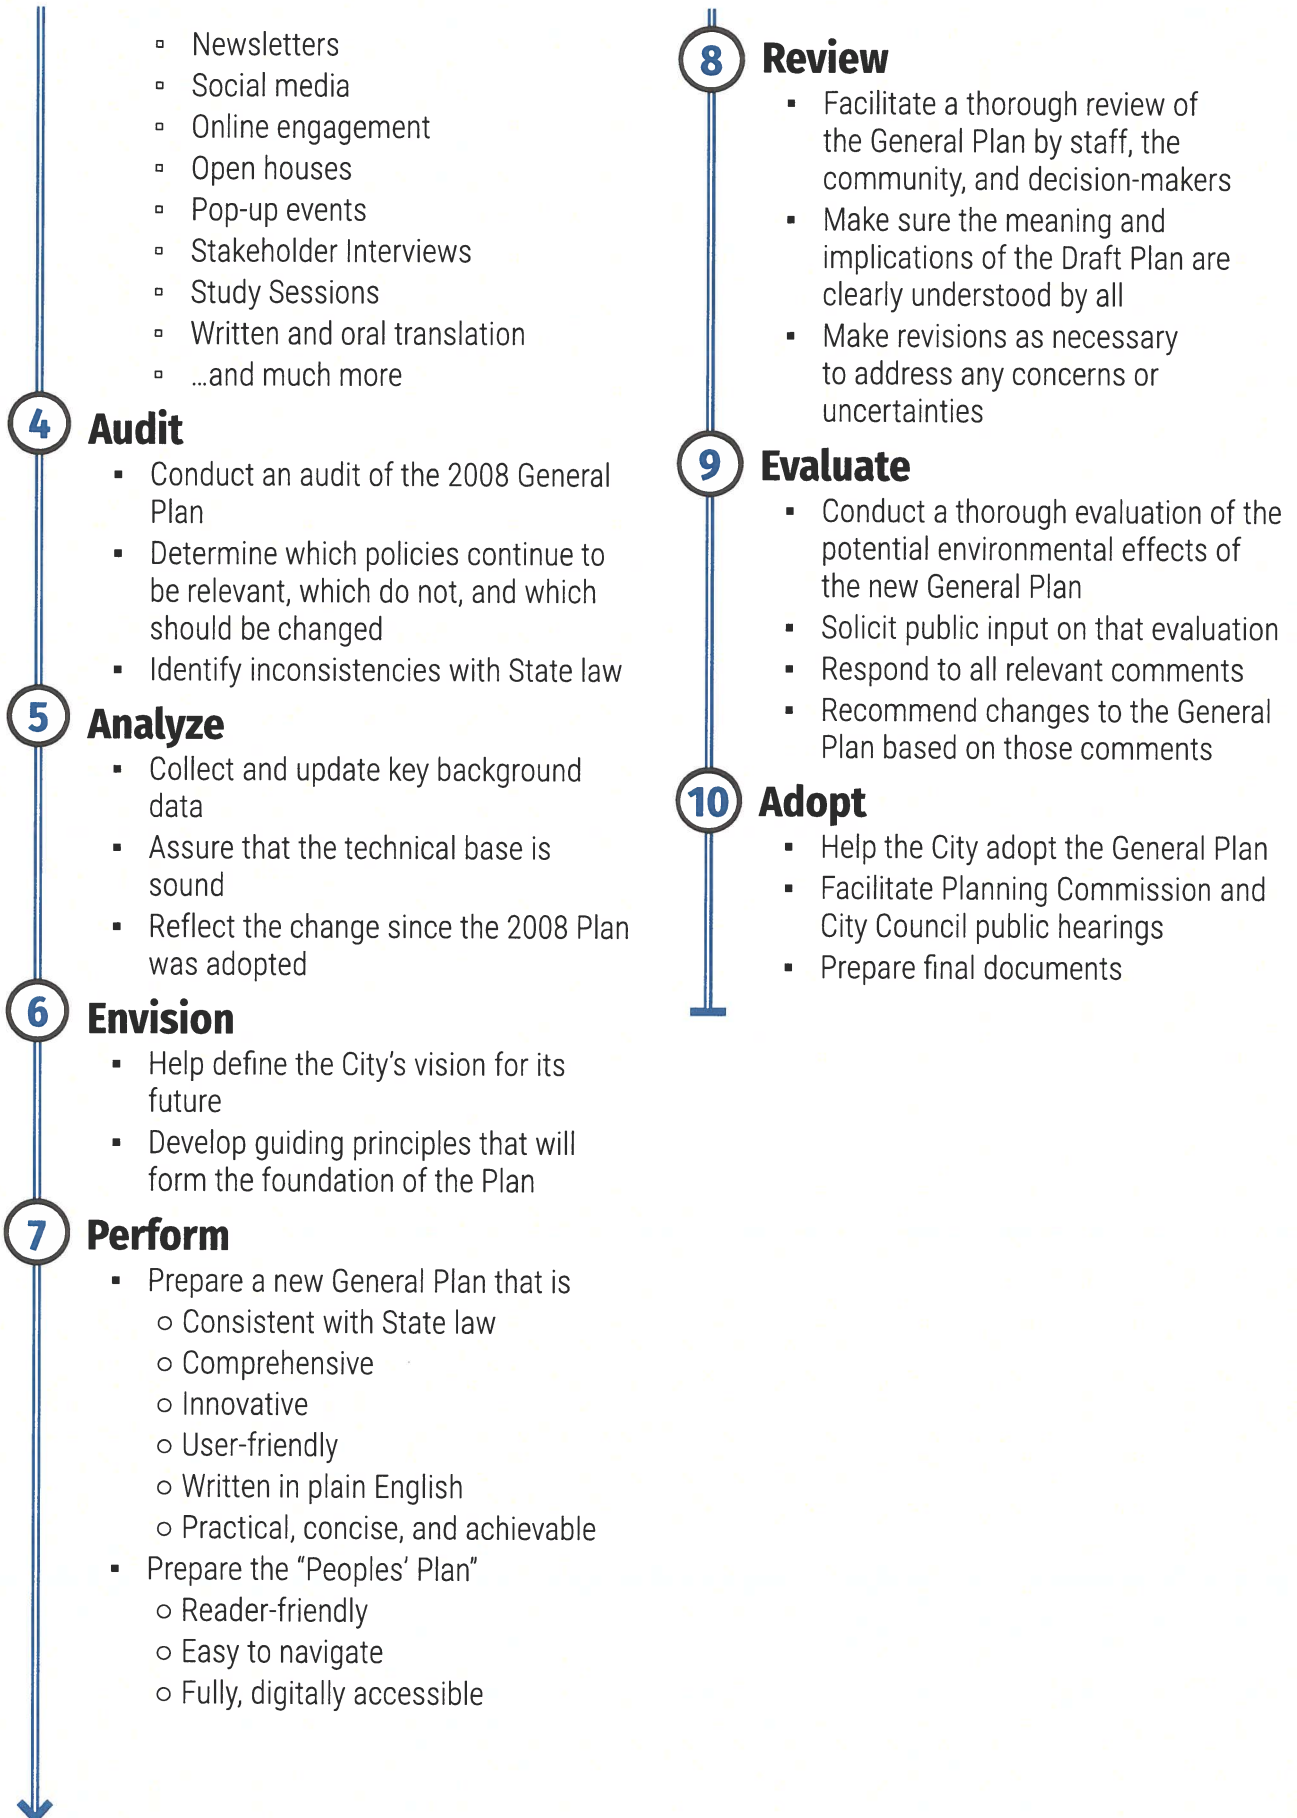 ▫ Newsletters
▫ Social media
▫ Online engagement
▫ Open houses
▫ Pop-up events
▫ Stakeholder Interviews
▫ Study Sessions
▫ Written and oral translation
▫ ...and much more
4 Audit
▪ Conduct an audit of the 2008 General
Plan
▪ Determine which policies continue to
be relevant, which do not, and which
should be changed
▪ Identify inconsistencies with State law
5 Analyze
▪ Collect and update key background
data
▪ Assure that the technical base is
sound
▪ Reflect the change since the 2008 Plan
was adopted
6 Envision
▪ Help define the City's vision for its
future
▪ Develop guiding principles that will
form the foundation of the Plan
7 Perform
▪ Prepare a new General Plan that is
o Consistent with State law
o Comprehensive
o Innovative
o User-friendly
o Written in plain English
o Practical, concise, and achievable
▪ Prepare the "Peoples' Plan"
o Reader-friendly
o Easy to navigate
o Fully, digitally accessible
8 Review
▪ Facilitate a thorough review of
the General Plan by staff, the
community, and decision-makers
▪ Make sure the meaning and
implications of the Draft Plan are
clearly understood by all
▪ Make revisions as necessary
to address any concerns or
uncertainties
9 Evaluate
▪ Conduct a thorough evaluation of the
potential environmental effects of
the new General Plan
▪ Solicit public input on that evaluation
▪ Respond to all relevant comments
▪ Recommend changes to the General
Plan based on those comments
10 Adopt
▪ Help the City adopt the General Plan
▪ Facilitate Planning Commission and
City Council public hearings
▪ Prepare final documents